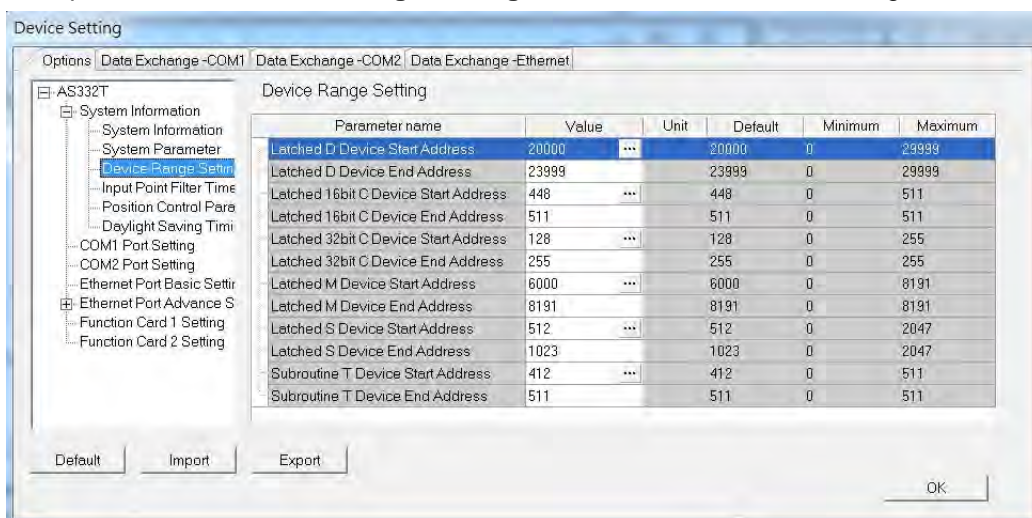 Device Setting
Options Data Exchange -COM1 Data Exchange -COM2 Data Exchange -Ethernet
AS332T
System Information
System Information
System Parameter
Device Range Settin
Input Point Filter Time
Position Control Para
Daylight Saving Timi
COM1 Port Setting
COM2 Port Setting
Ethernet Port Basic Settir
Ethernet Port Advance S
Function Card 1 Setting
Function Card 2 Setting
Device Range Setting
Parameter name Value Unit Default Minimum Maximum
Latched D Device Start Address 20000 ... 20000 0 29999
Latched D Device End Address 23999 23999 0 29999
Latched 16bit C Device Start Address 448 ... 448 0 511
Latched 16bit C Device End Address 511 511 0 511
Latched 32bit C Device Start Address 128 ... 128 0 255
Latched 32bit C Device End Address 255 255 0 255
Latched M Device Start Address 6000 ... 6000 0 8191
Latched M Device End Address 8191 8191 0 8191
Latched S Device Start Address 512 ... 512 0 2047
Latched S Device End Address 1023 1023 0 2047
Subroutine T Device Start Address 412 ... 412 0 511
Subroutine T Device End Address 511 511 0 511
Default Import Export
OK